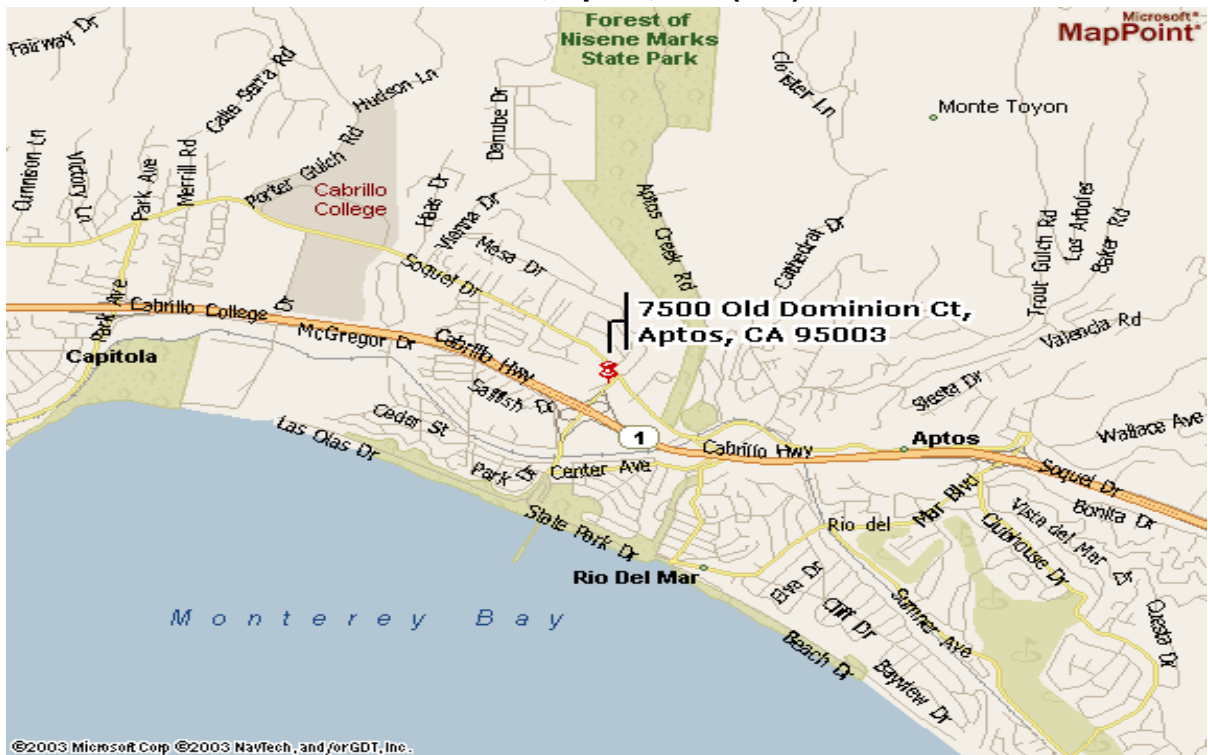 Forest of
Nisene Marks
State Park
Microsoft®
MapPoint®
Fairway Dr
Calle Serra Rd
Hudson Ln
Danube Dr
Cloister Ln
Monte Toyon
Gunnison Ln
Victory Ln
Park Ave
Merrill Rd
Porter Gulch Rd
Cabrillo
College
Haas Dr
Vienna Dr
Mesa Dr
Aptos Creek Rd
Cathedral Dr
Trout Gulch Rd
Los Arboles
Baker Rd
Soquel Dr
Park Ave
Cabrillo College Dr
McGregor Dr
Cabrillo Hwy
7500 Old Dominion Ct,
Aptos, CA 95003
Valencia Rd
Capitola
Sailfish Dr
Siesta Dr
Cedar St
Las Olas Dr
1
Cabrillo Hwy
Aptos
Wallace Ave
Park Dr
Center Ave
Soquel Dr
State Park Dr
Rio del
Mar Blvd
Bonita Dr
Vista del Mar Dr
Clubhouse Dr
Rio Del Mar
Elva Dr
Cliff Dr
Sumner Ave
Questa Dr
Monterey Bay
Beach Dr
Bayview Dr
©2003 Microsoft Corp ©2003 NavTech, and/or GDT, Inc.